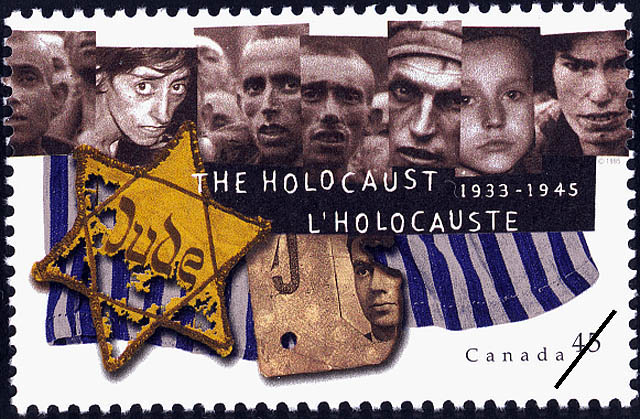 © 1995
THE HOLOCAUST 1933-1945
L'HOLOCAUSTE
Jude
J
Canada 45